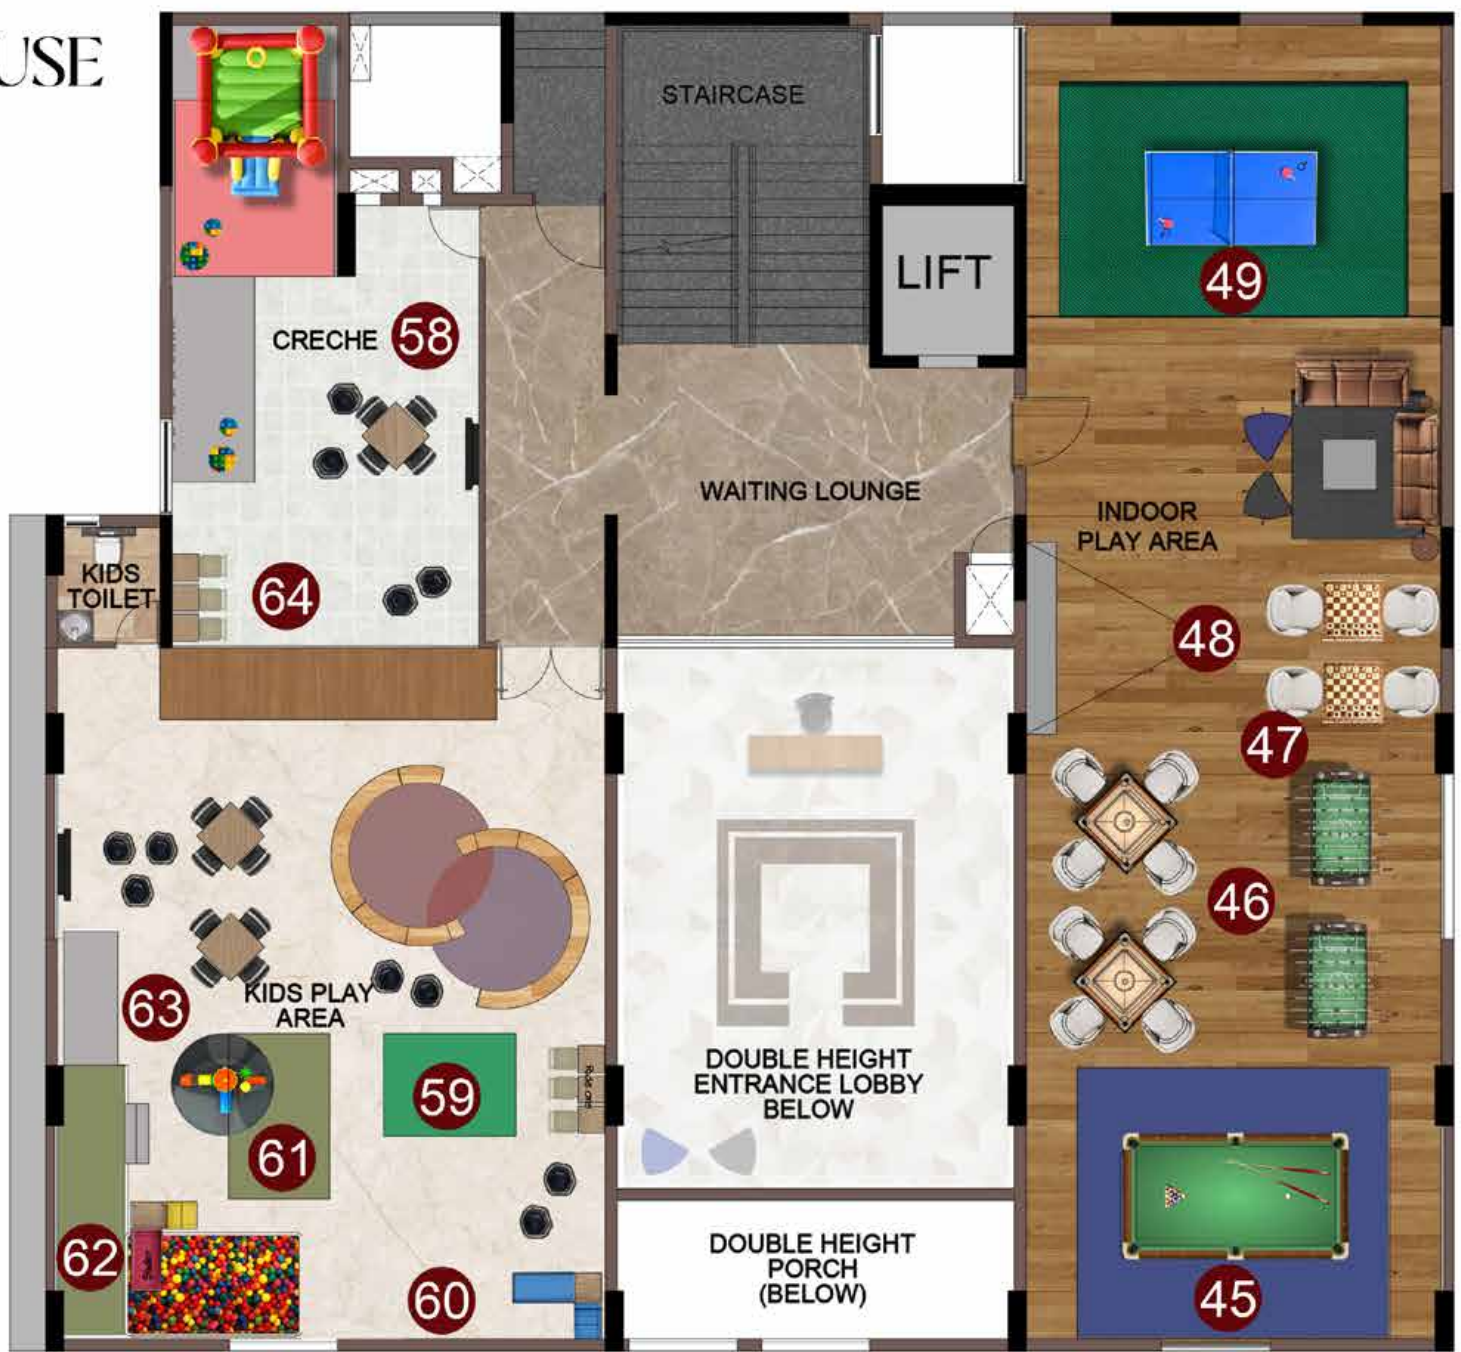 USE
STAIRCASE
LIFT
49
CRECHE 58
WAITING LOUNGE
INDOOR
PLAY AREA
KIDS
TOILET
64
48
47
46
63
KIDS PLAY
AREA
59
DOUBLE HEIGHT
ENTRANCE LOBBY
BELOW
61
62
60
DOUBLE HEIGHT
PORCH
(BELOW)
45